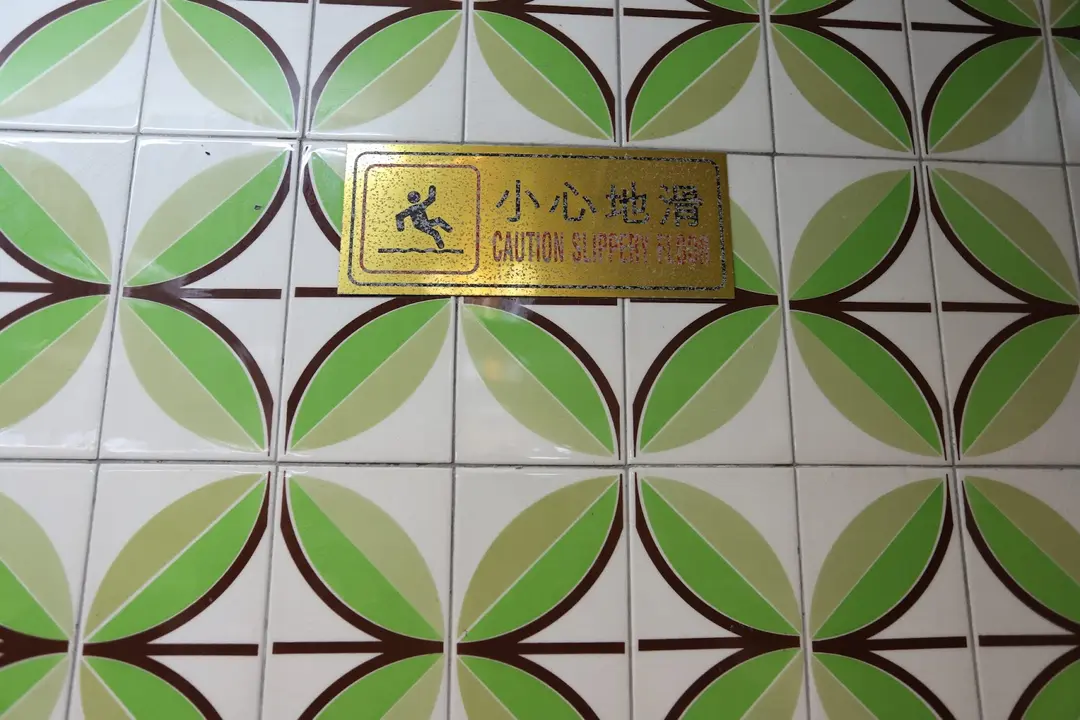 小心地滑
CAUTION SLIPPERY FLOOR